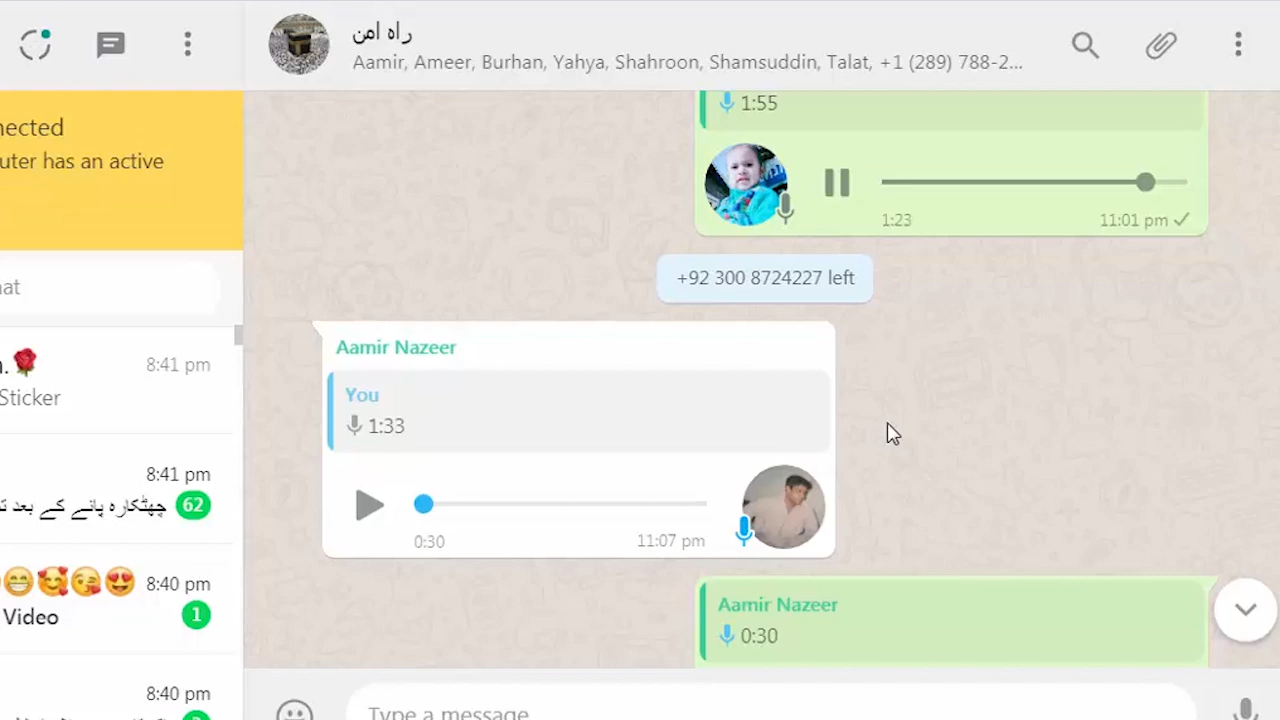 راہ امن
Aamir, Ameer, Burhan, Yahya, Shahroon, Shamsuddin, Talat, +1 (289) 788-2...
nected
uter has an active
hat
8:41 pm
Sticker
8:41 pm
چھٹکارہ پانے کے بعد
62
8:40 pm
Video
1
8:40 pm
1:55
1:23
11:01 pm
+92 300 8724227 left
Aamir Nazeer
You
1:33
0:30
11:07 pm
Aamir Nazeer
0:30
Type a message